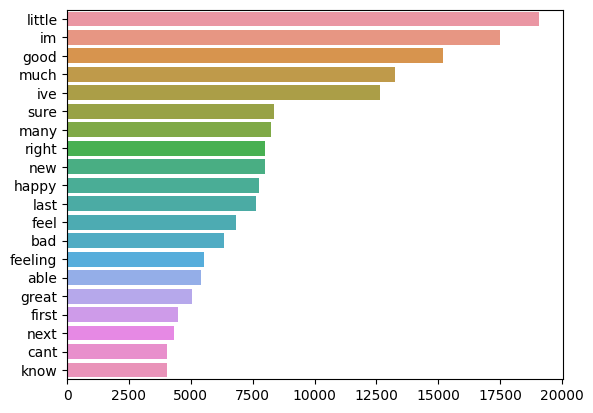 little
im
good
much
ive
sure
many
right
new
happy
last
feel
bad
feeling
able
great
first
next
cant
know
0 2500 5000 7500 10000 12500 15000 17500 20000